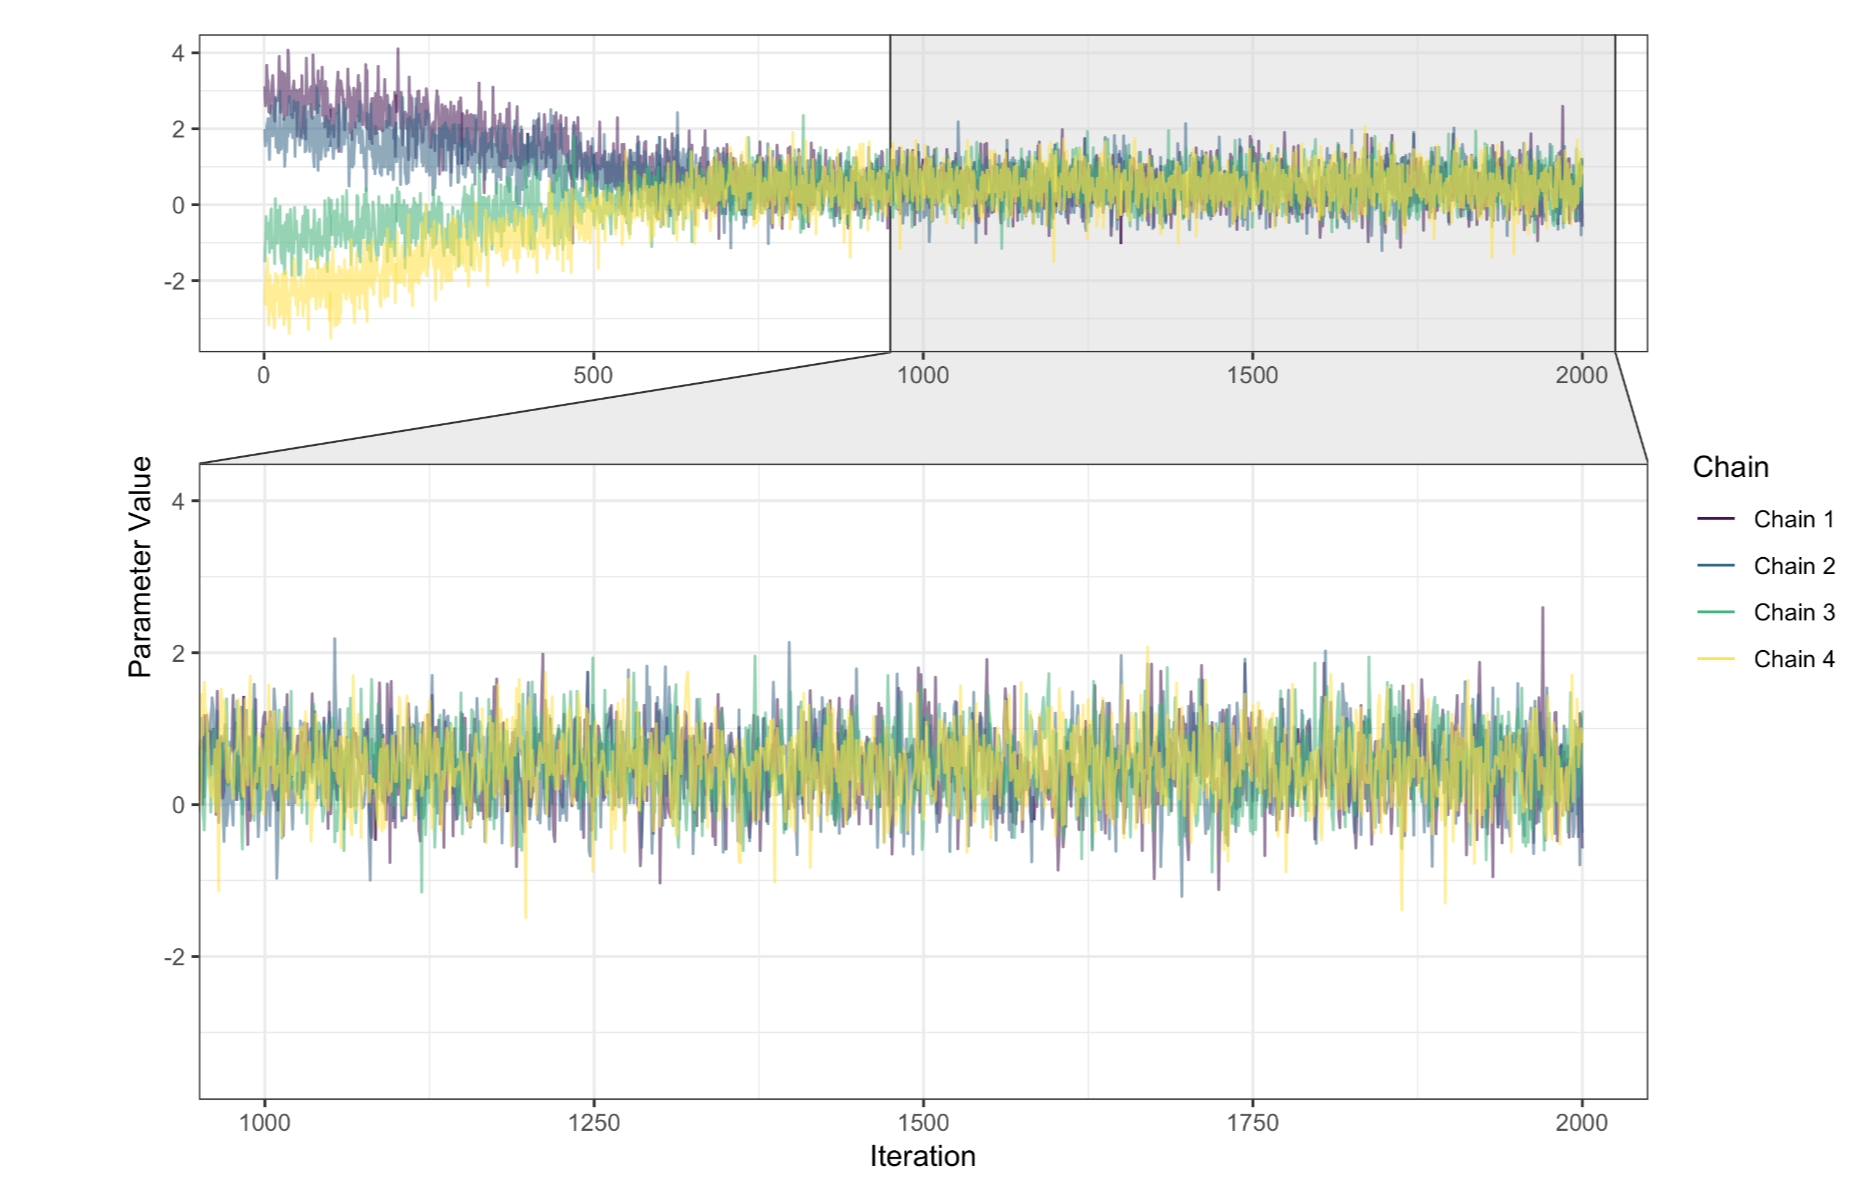 4
2
0
-2
0 500 1000 1500 2000
Parameter Value
4
2
0
-2
1000 1250 1500 1750 2000
Iteration
Chain
Chain 1
Chain 2
Chain 3
Chain 4